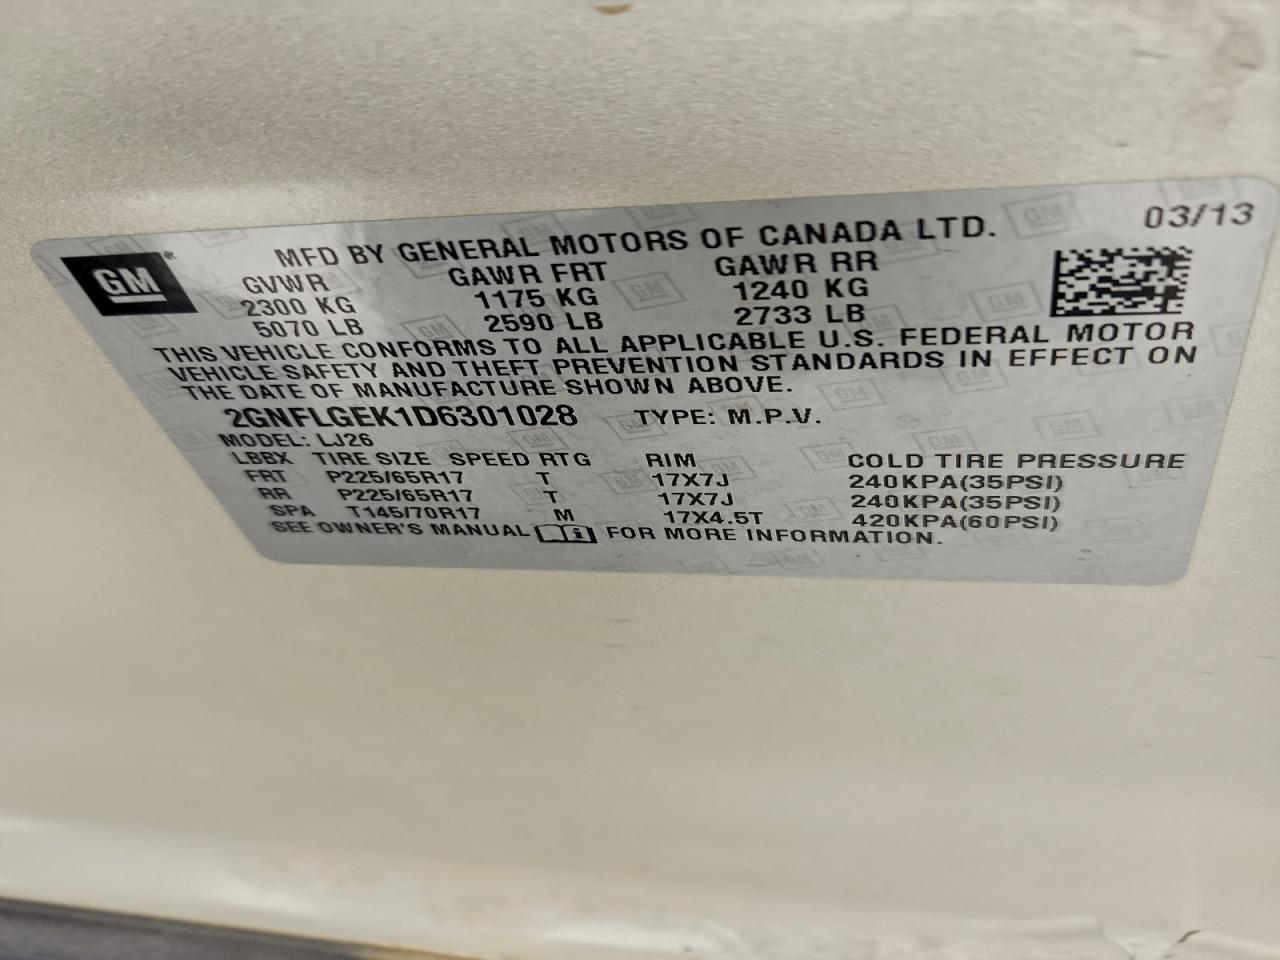 03/13
GM®
MFD BY GENERAL MOTORS OF CANADA LTD.
GVWR GAWR FRT GAWR RR
2300 KG 1175 KG 1240 KG
5070 LB 2590 LB 2733 LB
THIS VEHICLE CONFORMS TO ALL APPLICABLE U.S. FEDERAL MOTOR
VEHICLE SAFETY AND THEFT PREVENTION STANDARDS IN EFFECT ON
THE DATE OF MANUFACTURE SHOWN ABOVE.
2GNFLGEK1D6301028 TYPE: M.P.V.
MODEL: LJ26
LBBX TIRE SIZE SPEED RTG RIM COLD TIRE PRESSURE
FRT P225/65R17 T 17X7J 240KPA(35PSI)
RR P225/65R17 T 17X7J 240KPA(35PSI)
SPA T145/70R17 M 17X4.5T 420KPA(60PSI)
SEE OWNER'S MANUAL i FOR MORE INFORMATION.